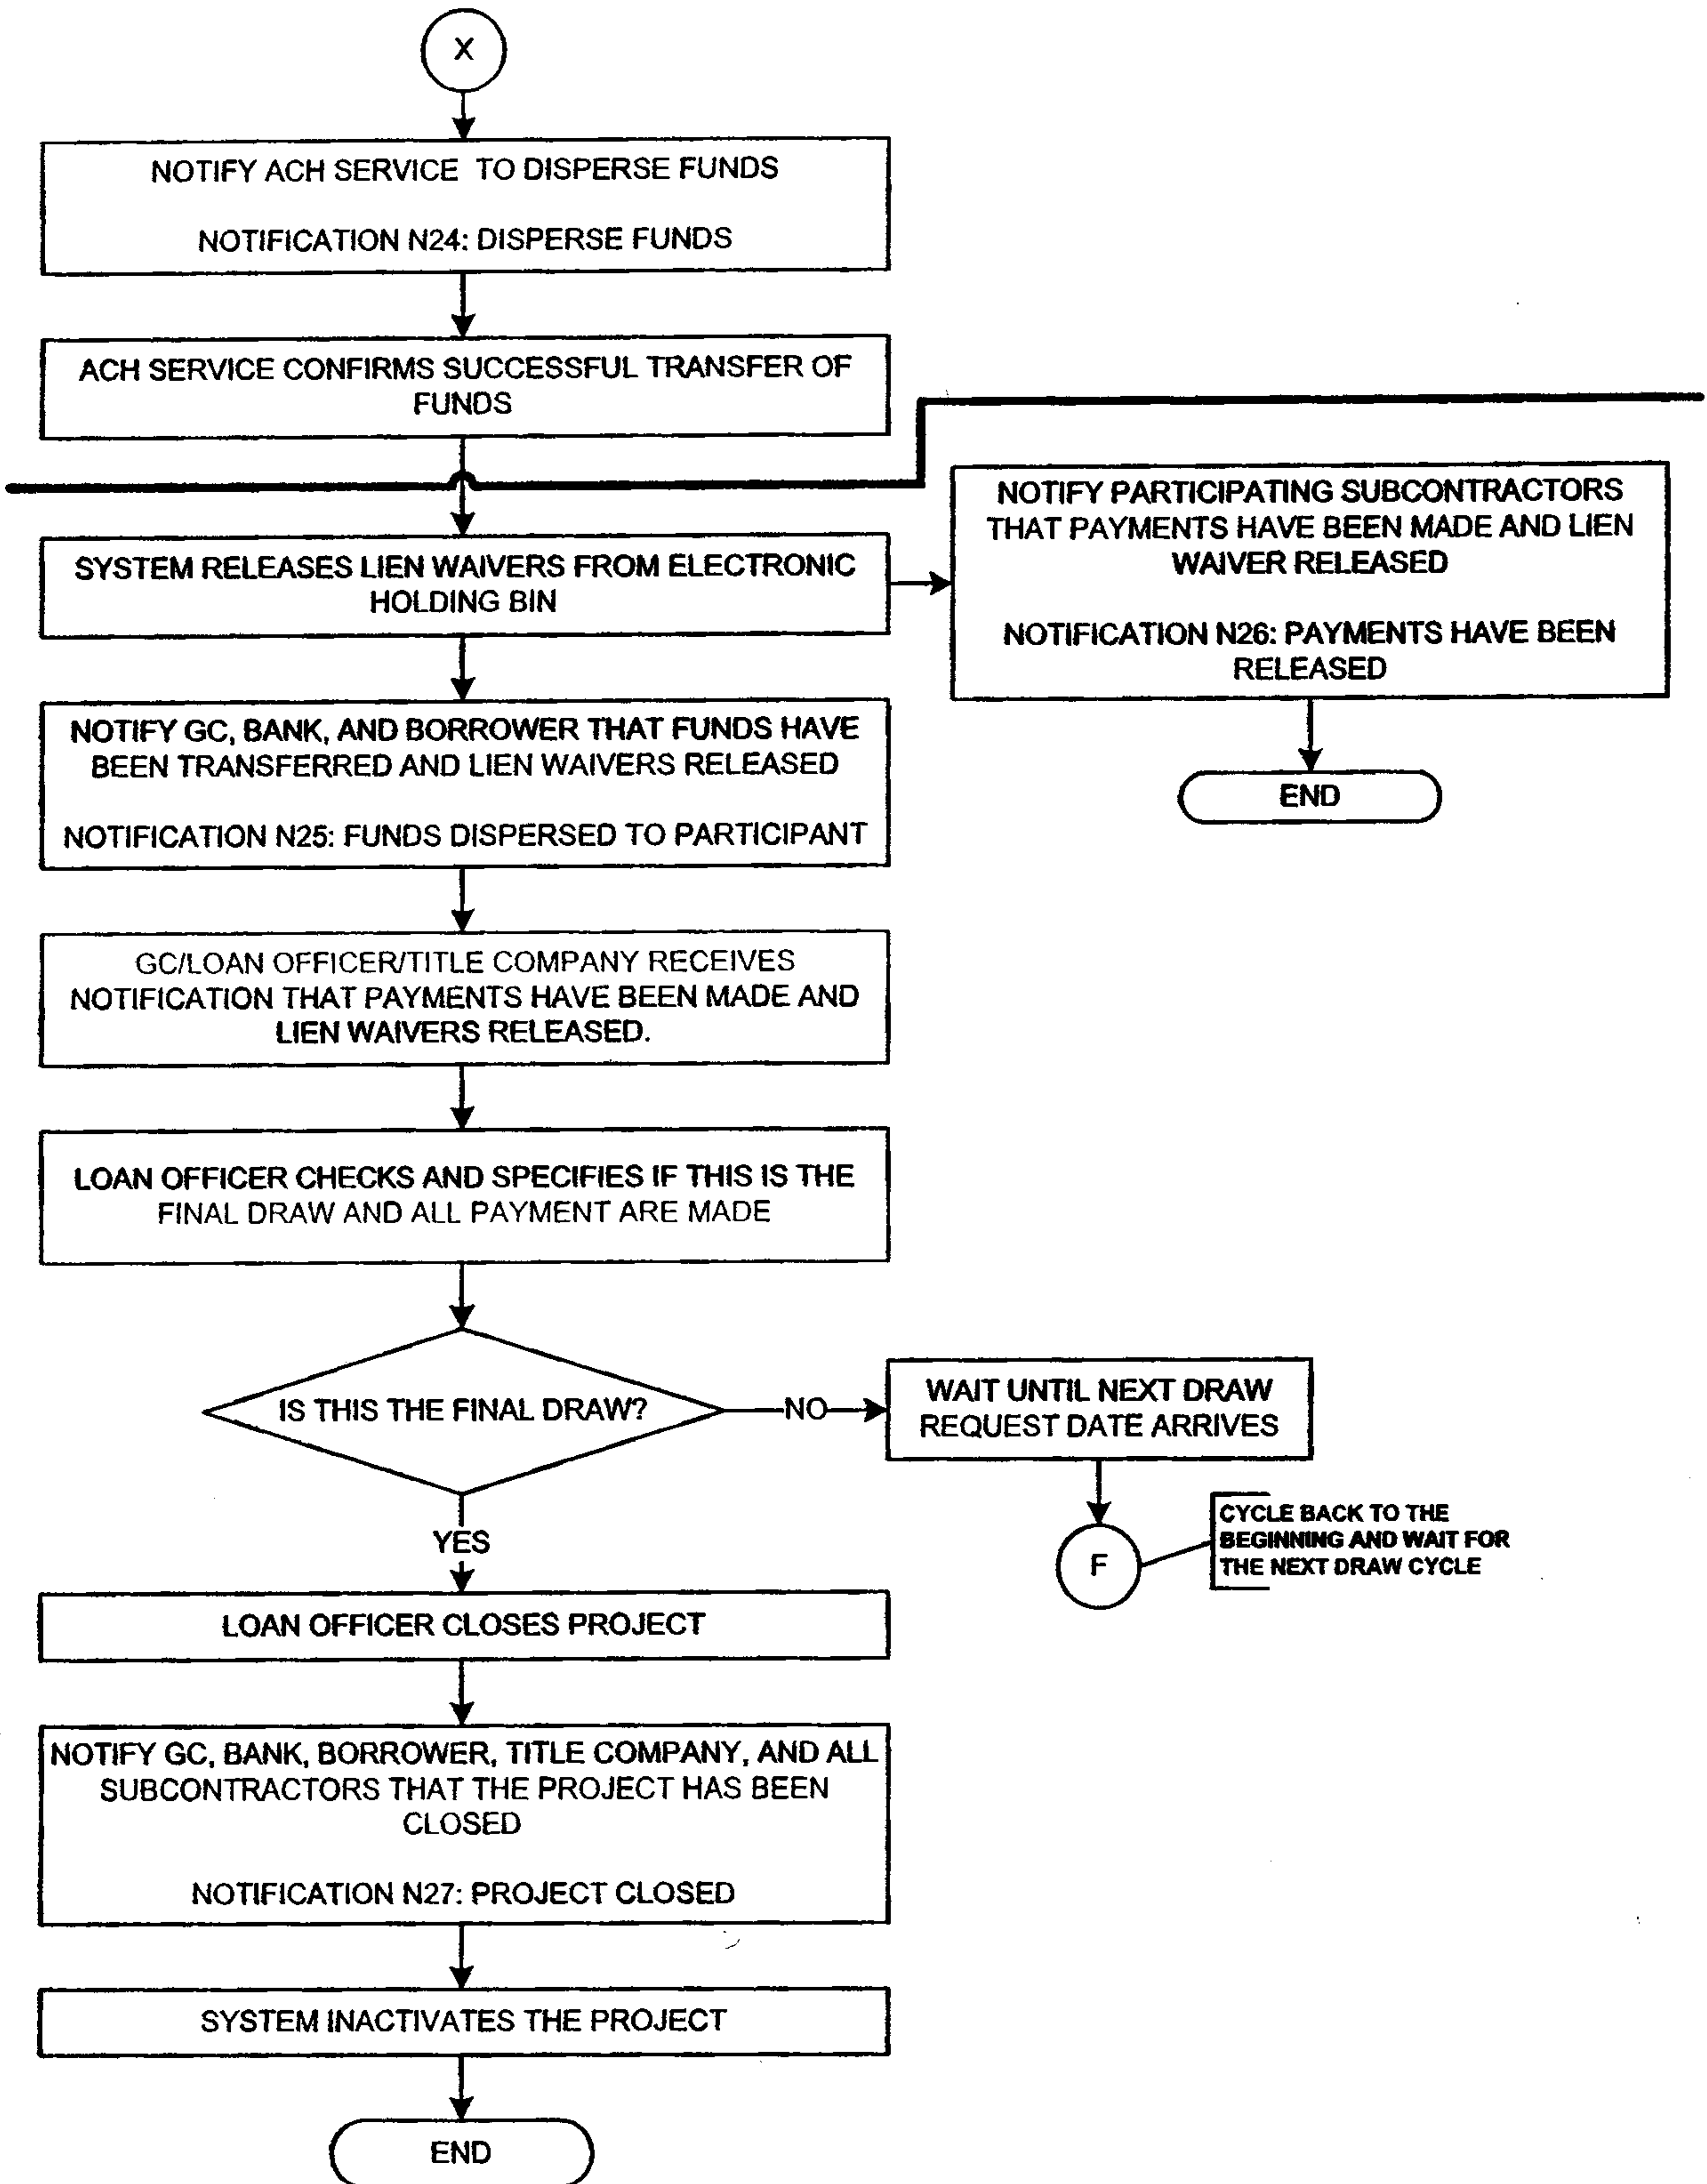 X
NOTIFY ACH SERVICE TO DISPERSE FUNDS
NOTIFICATION N24: DISPERSE FUNDS
ACH SERVICE CONFIRMS SUCCESSFUL TRANSFER OF
FUNDS
SYSTEM RELEASES LIEN WAIVERS FROM ELECTRONIC
HOLDING BIN
NOTIFY PARTICIPATING SUBCONTRACTORS
THAT PAYMENTS HAVE BEEN MADE AND LIEN
WAIVER RELEASED
NOTIFICATION N26: PAYMENTS HAVE BEEN
RELEASED
END
NOTIFY GC, BANK, AND BORROWER THAT FUNDS HAVE
BEEN TRANSFERRED AND LIEN WAIVERS RELEASED
NOTIFICATION N25: FUNDS DISPERSED TO PARTICIPANT
GC/LOAN OFFICER/TITLE COMPANY RECEIVES
NOTIFICATION THAT PAYMENTS HAVE BEEN MADE AND
LIEN WAIVERS RELEASED.
LOAN OFFICER CHECKS AND SPECIFIES IF THIS IS THE
FINAL DRAW AND ALL PAYMENT ARE MADE
IS THIS THE FINAL DRAW?
NO
WAIT UNTIL NEXT DRAW
REQUEST DATE ARRIVES
F
CYCLE BACK TO THE
BEGINNING AND WAIT FOR
THE NEXT DRAW CYCLE
YES
LOAN OFFICER CLOSES PROJECT
NOTIFY GC, BANK, BORROWER, TITLE COMPANY, AND ALL
SUBCONTRACTORS THAT THE PROJECT HAS BEEN
CLOSED
NOTIFICATION N27: PROJECT CLOSED
SYSTEM INACTIVATES THE PROJECT
END